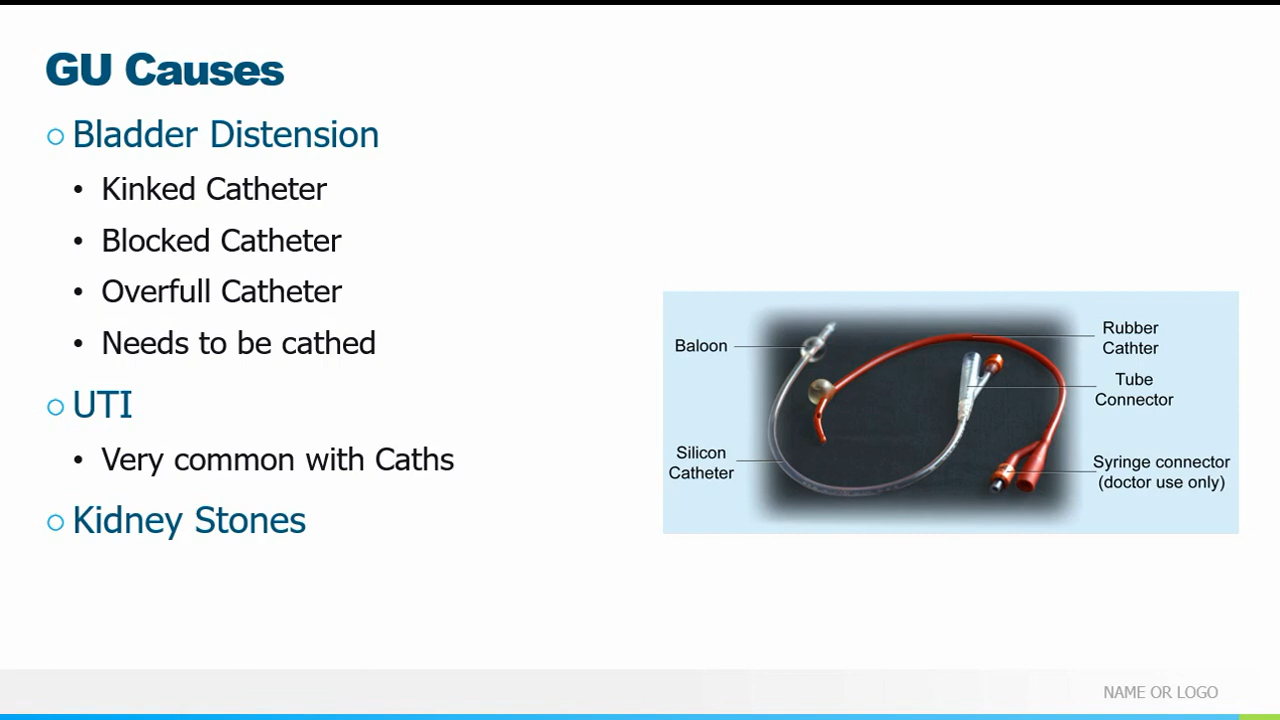 GU Causes
Bladder Distension
• Kinked Catheter
• Blocked Catheter
• Overfull Catheter
• Needs to be cathed
UTI
• Very common with Caths
Kidney Stones
Baloon
Silicon
Catheter
Rubber
Cathter
Tube
Connector
Syringe connector
(doctor use only)
NAME OR LOGO